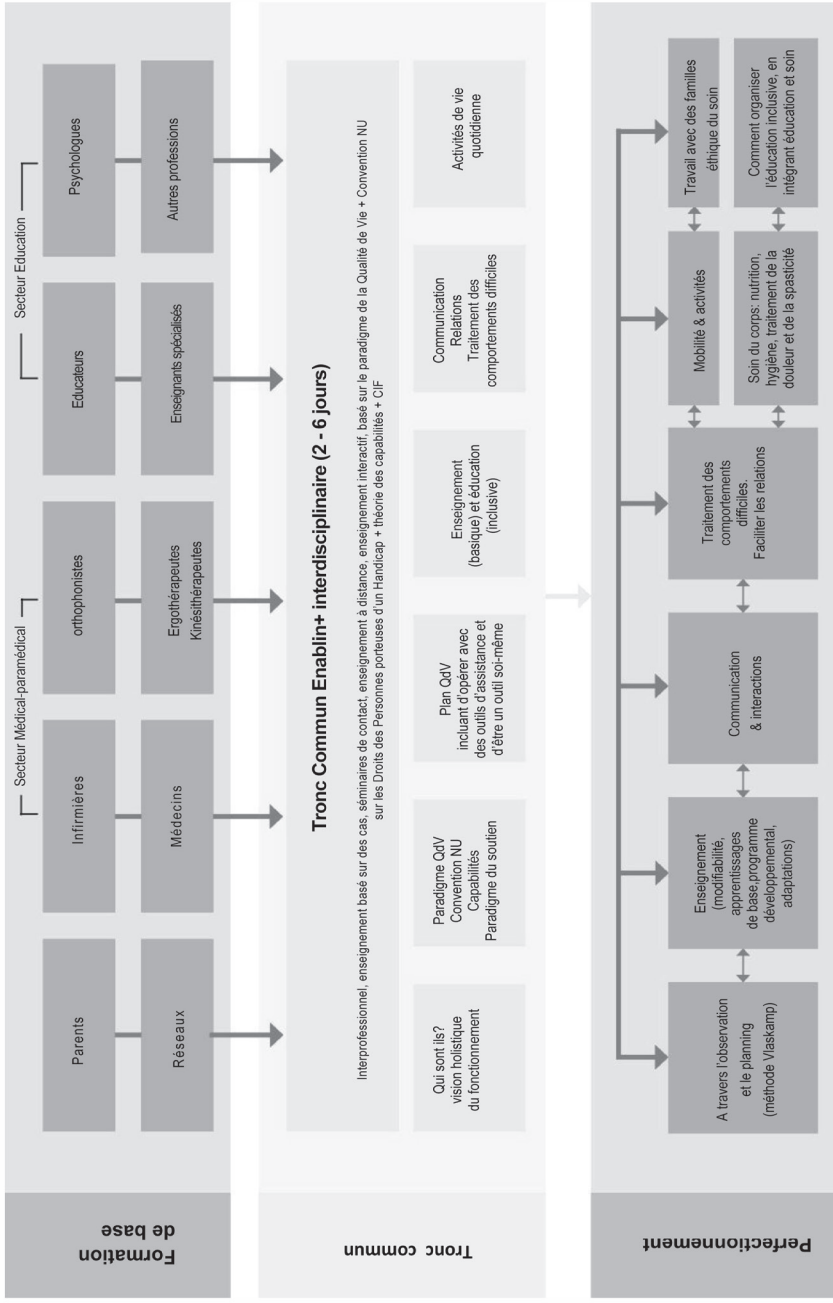 Formation
de base
Secteur Médical-paramédical
Secteur Education
Parents
Infirmières
orthophonistes
Educateurs
Psychologues
Réseaux
Médecins
Ergothérapeutes
Kinésithérapeutes
Enseignants spécialisés
Autres professions
Tronc commun
Tronc Commun Enablin+ interdisciplinaire (2 - 6 jours)
Interprofessionnel, enseignement basé sur des cas, séminaires de contact, enseignement à distance, enseignement interactif, basé sur le paradigme de la Qualité de Vie + Convention NU
sur les Droits des Personnes porteuses d'un Handicap + théorie des capabilités + CIF
Qui sont ils?
vision holistique
du fonctionnement
Paradigme QdV
Convention NU
Capabilités
Paradigme du soutien
Plan QdV
incluant d'opérer avec
des outils d'assistance et
d'être un outil soi-même
Enseignement
(basique) et éducation
(inclusive)
Communication
Relations
Traitement des
comportements difficiles
Activités de vie
quotidienne
Perfectionnement
A travers l'observation
et le planning
(méthode Vlaskamp)
Enseignement
(modifiabilité,
apprentissages
de base,programme
développemental,
adaptations)
Communication
& interactions
Traitement des
comportements
difficiles.
Faciliter les relations
Mobilité & activités
Soin du corps: nutrition,
hygiène, traitement de la
douleur et de la spasticité
Travail avec des familles
éthique du soin
Comment organiser
l'éducation inclusive, en
intégrant éducation et soin